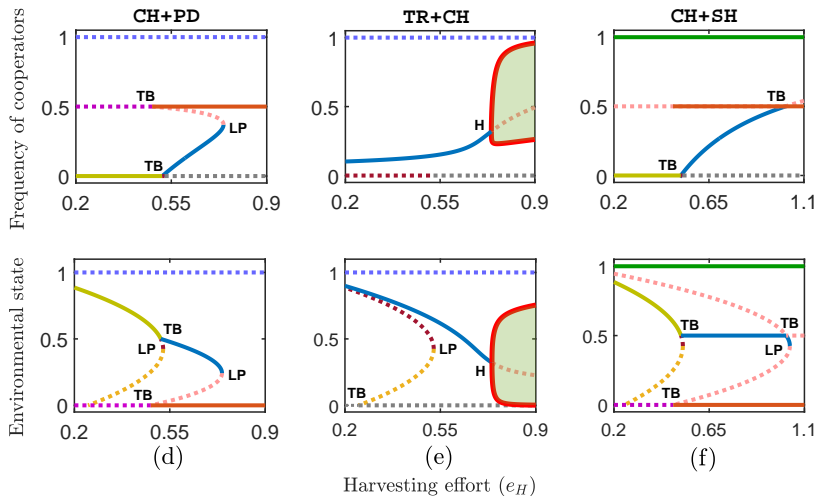 CH+PD TR+CH CH+SH
Frequency of cooperators
1 1 1
TB TB
0.5 0.5 0.5
LP H
TB TB
0 0 0
0.2 0.55 0.9 0.2 0.55 0.9 0.2 0.65 1.1
Environmental state
1 1 1
TB TB TB
0.5 0.5 0.5
LP LP LP
LP H
TB TB TB
0 0 0
0.2 0.55 0.9 0.2 0.55 0.9 0.2 0.65 1.1
(d) (e) (f)
Harvesting effort (e_H)